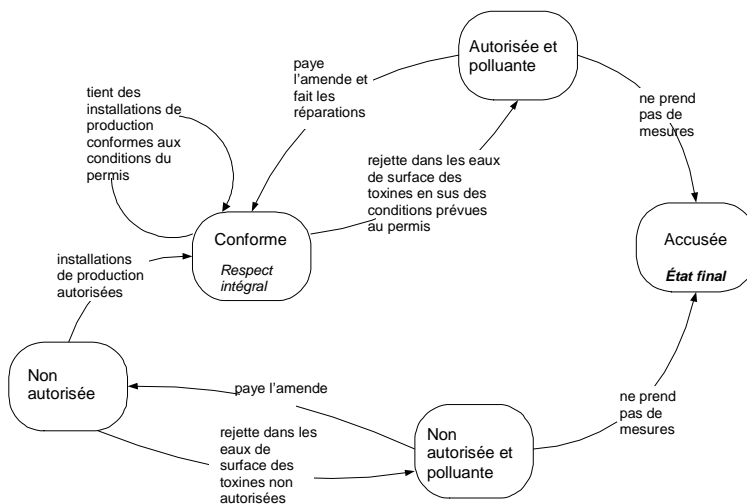 Autorisée et
polluante
paye
l'amende et
fait les
réparations
ne prend
pas de
mesures
tient des
installations de
production
conformes aux
conditions du
permis
rejette dans les eaux
de surface des
toxines en sus des
conditions prévues
au permis
Conforme
Respect
intégral
Accusée
État final
installations
de production
autorisées
Non
autorisée
paye l'amende
ne prend
pas de
mesures
rejette dans les
eaux de
surface des
toxines non
autorisées
Non
autorisée et
polluante